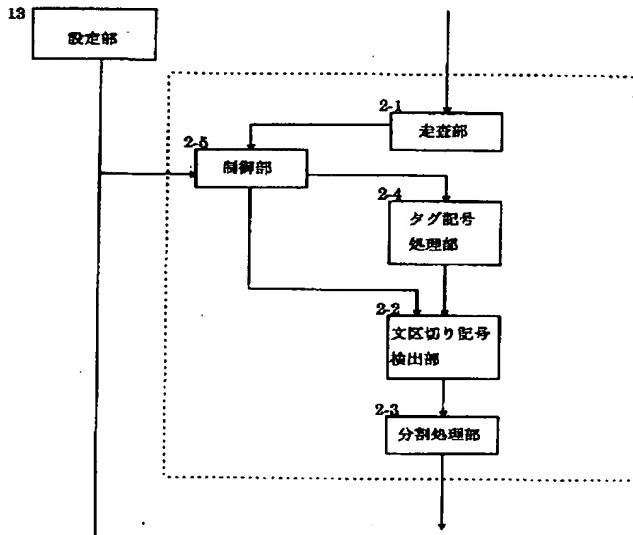 13
設定部
2-1
走査部
2-5
制御部
2-4
タグ記号
処理部
2-2
文区切り記号
検出部
2-3
分割処理部